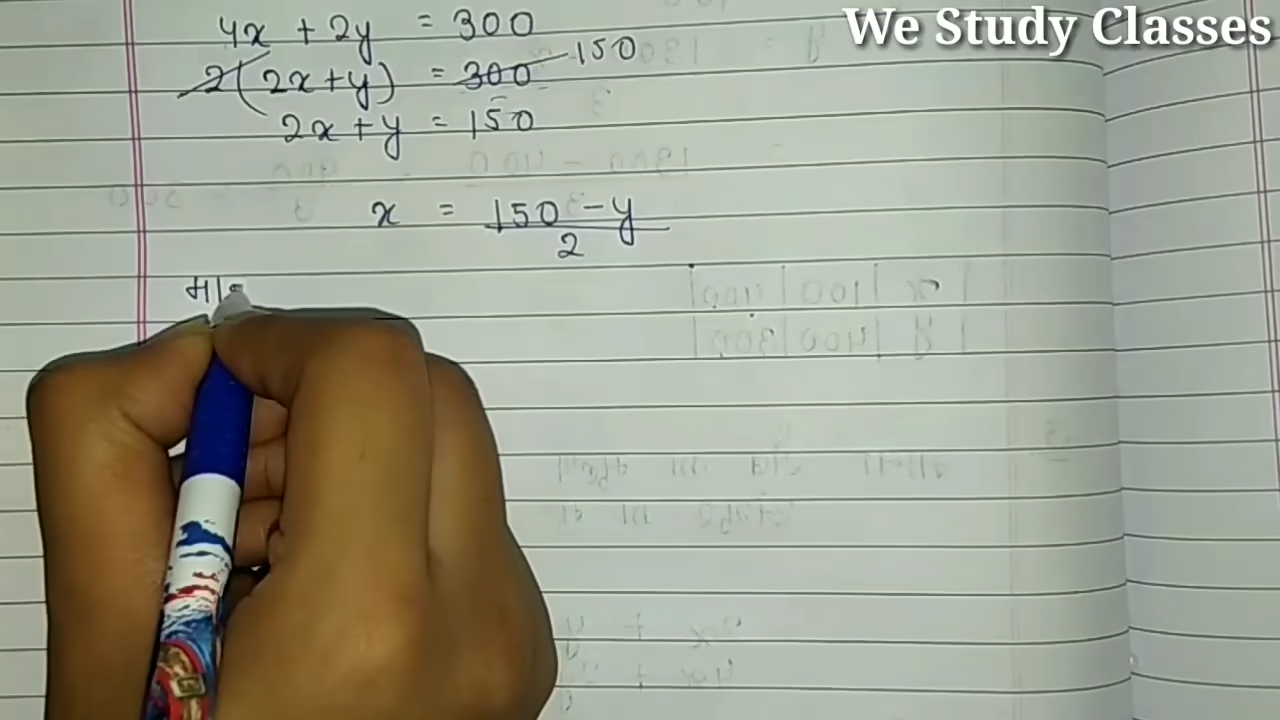 We Study Classes
4x + 2y = 300
2(2x+y) = 300 150
2x+y = 150
x = 150 - y
2